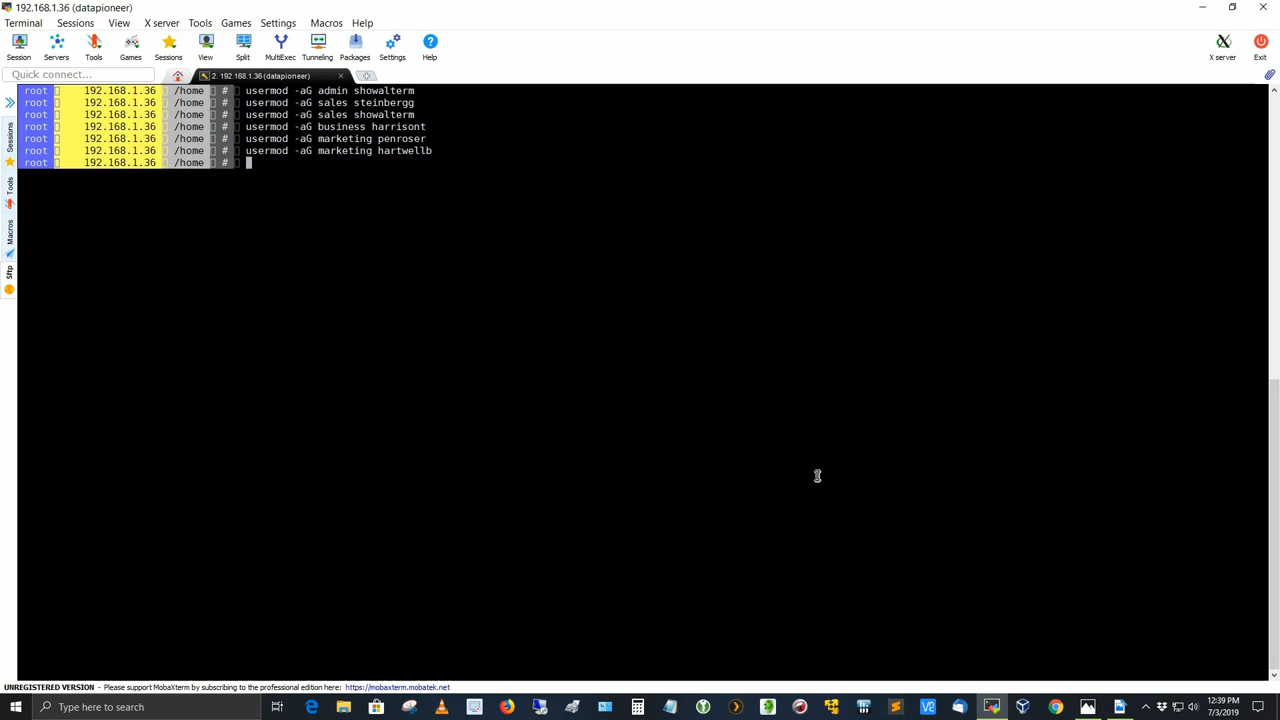 192.168.1.36 (datapioneer)
Terminal Sessions View X server Tools Games Settings Macros Help
Session Servers Tools Games Sessions View Split MultiExec Tunneling Packages Settings Help X server Exit
Quick connect...
2. 192.168.1.36 (datapioneer)
root 192.168.1.36 /home # usermod -aG admin showalterm
root 192.168.1.36 /home # usermod -aG sales steinbergg
root 192.168.1.36 /home # usermod -aG sales showalterm
root 192.168.1.36 /home # usermod -aG business harrisont
root 192.168.1.36 /home # usermod -aG marketing penroser
root 192.168.1.36 /home # usermod -aG marketing hartwellb
root 192.168.1.36 /home #
Sessions
Tools
Macros
Sftp
UNREGISTERED VERSION - Please support MobaXterm by subscribing to the professional edition here: https://mobaxterm.mobatek.net
Type here to search
12:39 PM
7/3/2019